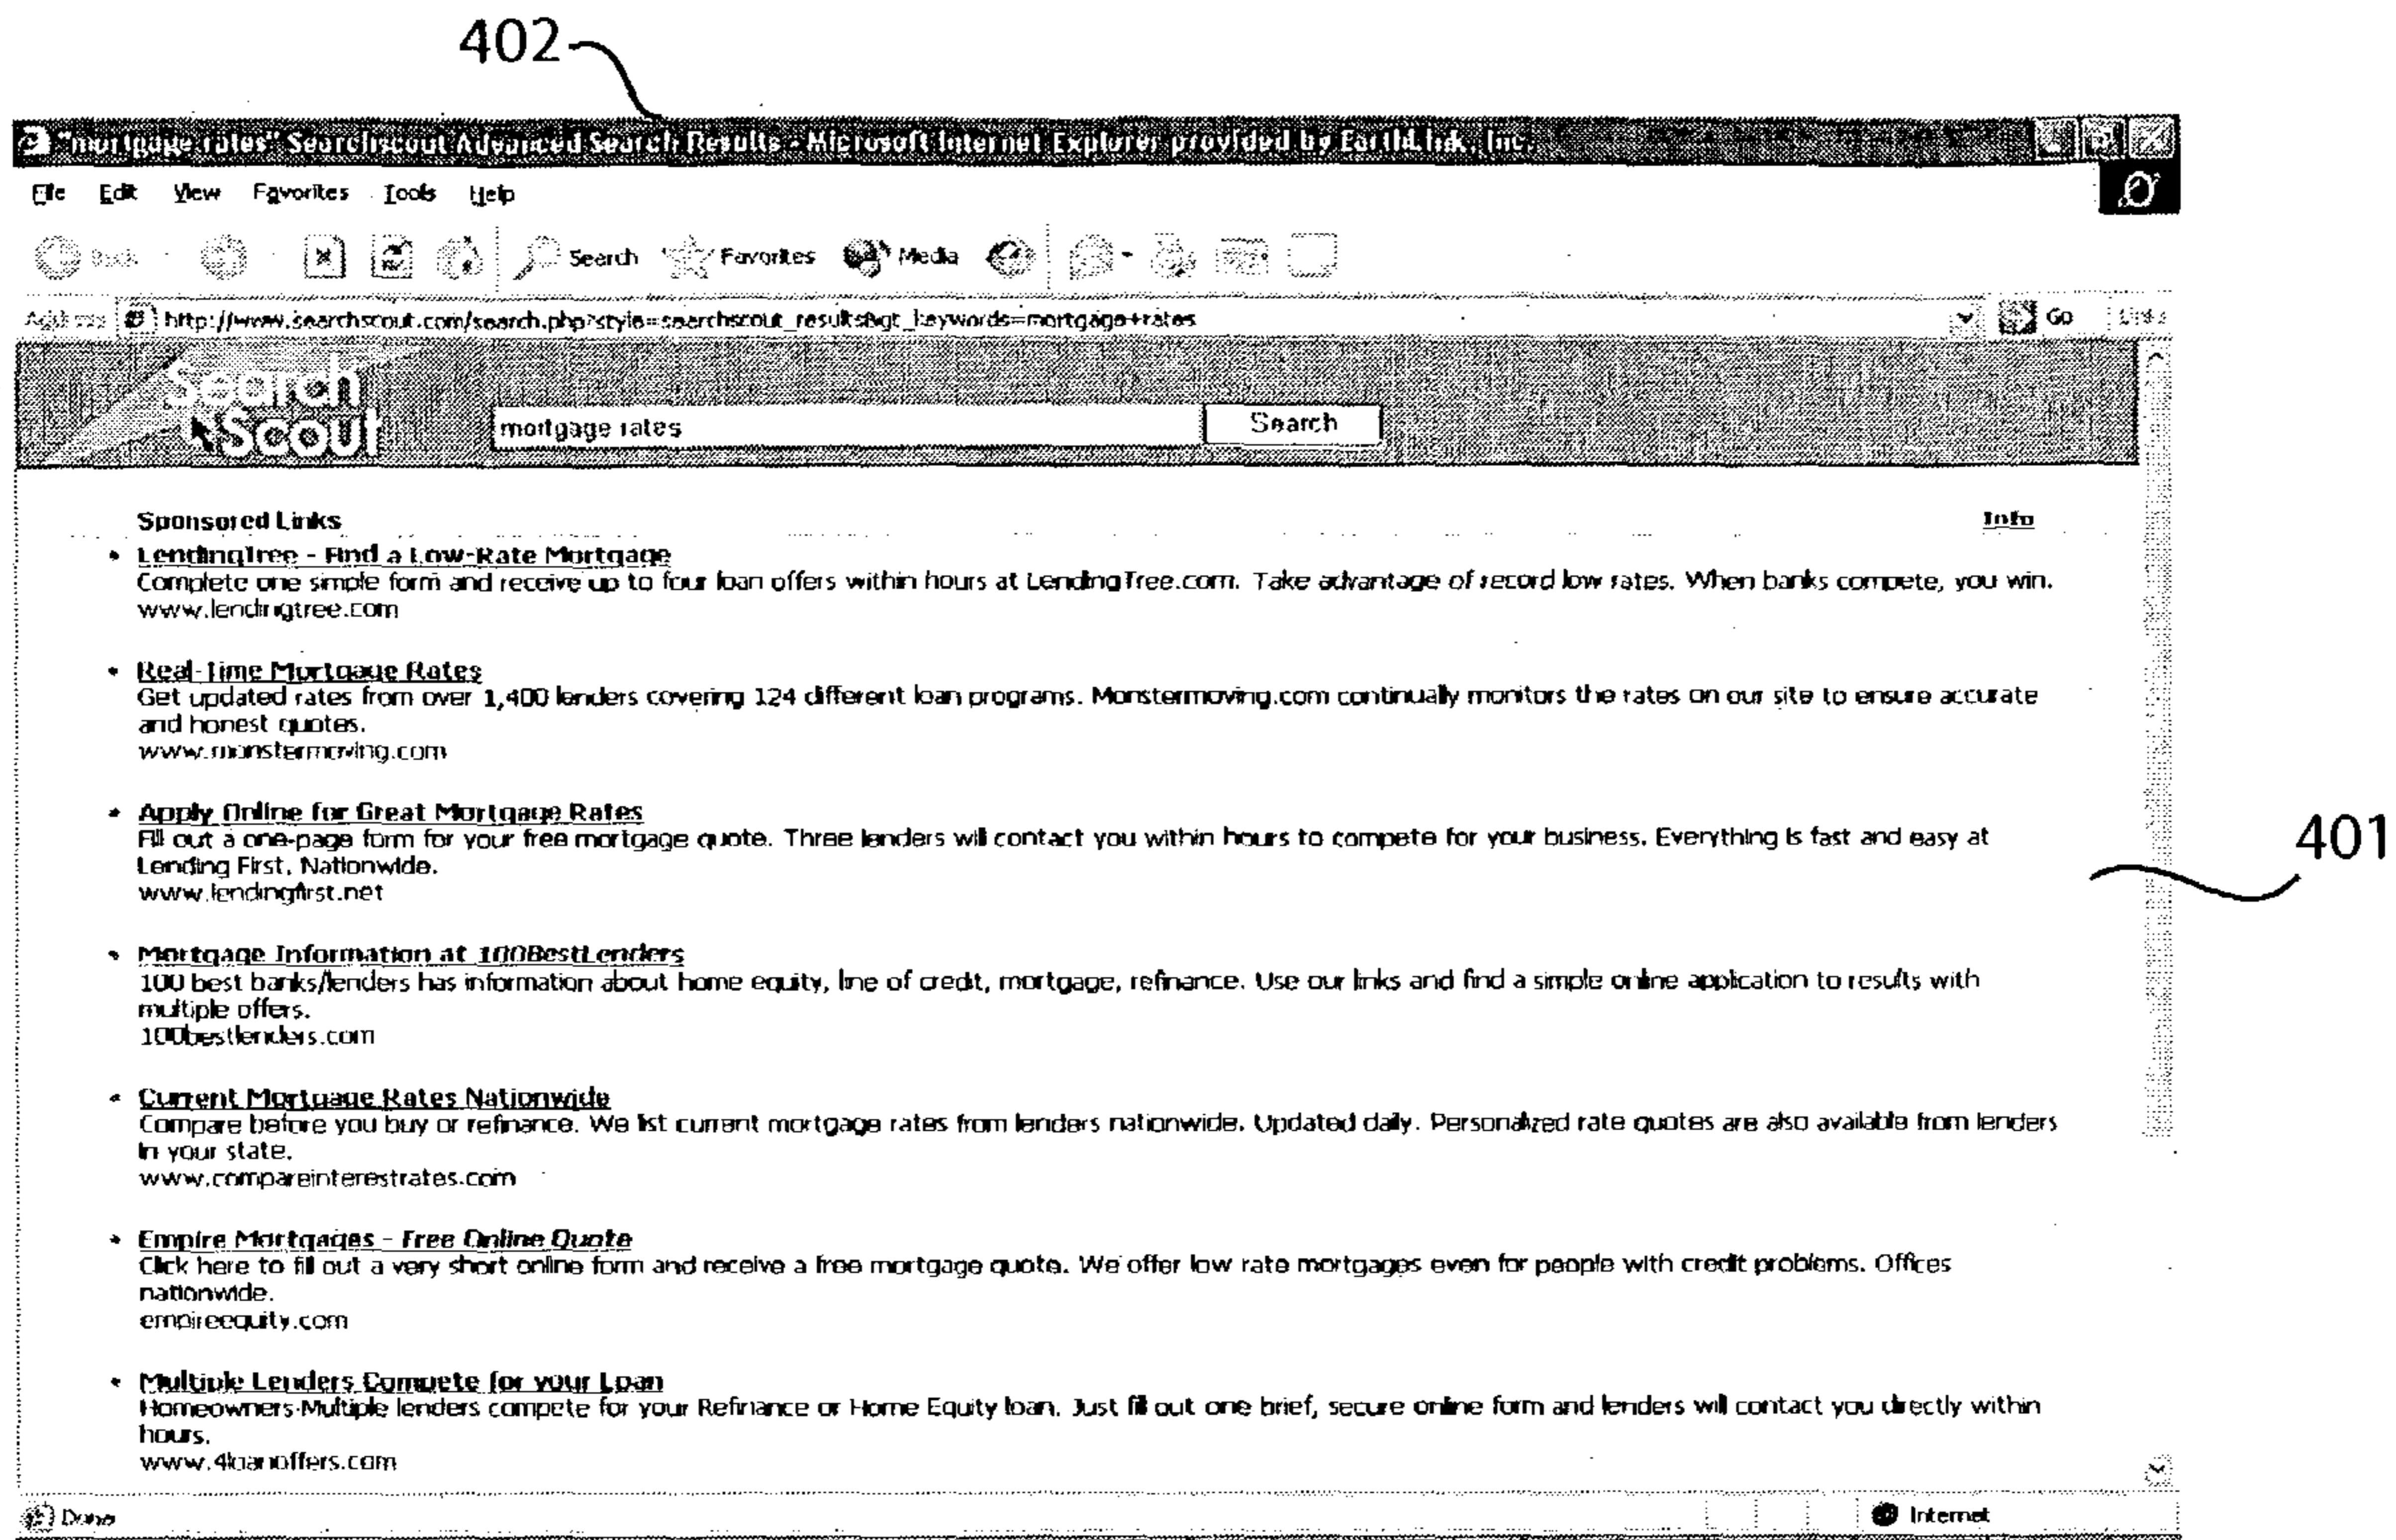 402
"mortgage rates" Searchscout Advanced Search Results - Microsoft Internet Explorer provided by EarthLink, Inc.
File Edit View Favorites Tools Help
Back Search Favorites Media
Address http://www.searchscout.com/search.php?style=searchscout_results&gt_keywords=mortgage+rates Go Links
Search
Scout
mortgage rates Search
Sponsored Links Info
• LendingTree - Find a Low-Rate Mortgage
Complete one simple form and receive up to four loan offers within hours at LendingTree.com. Take advantage of record low rates. When banks compete, you win.
www.lendingtree.com
• Real-Time Mortgage Rates
Get updated rates from over 1,400 lenders covering 124 different loan programs. Monstermoving.com continually monitors the rates on our site to ensure accurate
and honest quotes.
www.monstermoving.com
• Apply Online for Great Mortgage Rates
Fill out a one-page form for your free mortgage quote. Three lenders will contact you within hours to compete for your business. Everything is fast and easy at
Lending First, Nationwide.
www.lendingfirst.net
401
• Mortgage Information at 100BestLenders
100 best banks/lenders has information about home equity, line of credit, mortgage, refinance. Use our links and find a simple online application to results with
multiple offers.
100bestlenders.com
• Current Mortgage Rates Nationwide
Compare before you buy or refinance. We list current mortgage rates from lenders nationwide. Updated daily. Personalized rate quotes are also available from lenders
in your state.
www.compareinterestrates.com
• Empire Mortgages - Free Online Quote
Click here to fill out a very short online form and receive a free mortgage quote. We offer low rate mortgages even for people with credit problems. Offices
nationwide.
empireequity.com
• Multiple Lenders Compete for your Loan
Homeowners-Multiple lenders compete for your Refinance or Home Equity loan. Just fill out one brief, secure online form and lenders will contact you directly within
hours.
www.4loanoffers.com
Done Internet